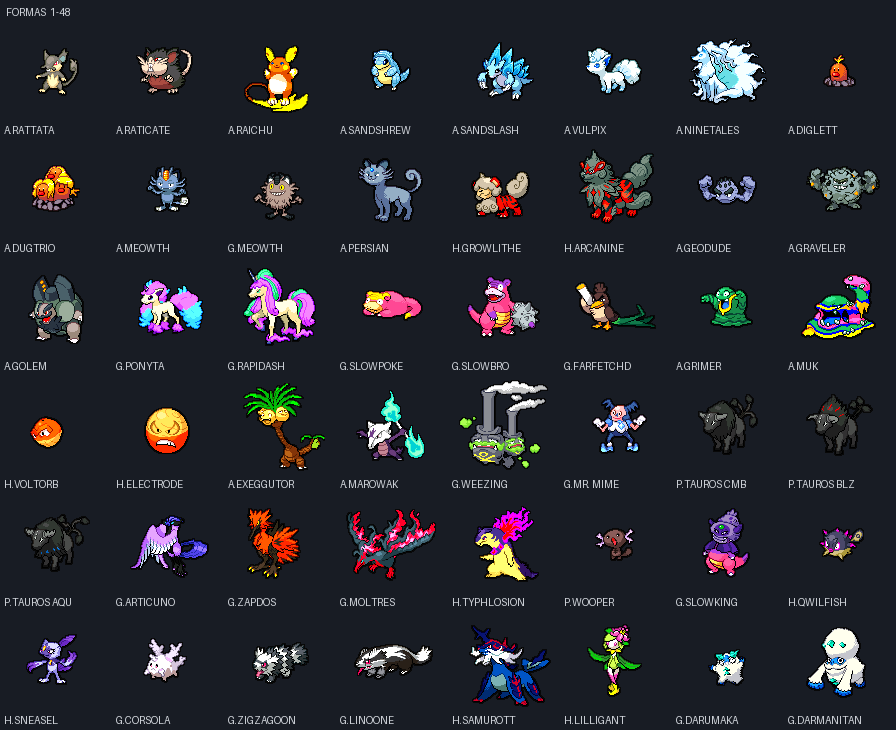 FORMAS 1-48
A.RATTATA A.RATICATE A.RAICHU A.SANDSHREW A.SANDSLASH A.VULPIX A.NINETALES A.DIGLETT
A.DUGTRIO A.MEOWTH G.MEOWTH A.PERSIAN H.GROWLITHE H.ARCANINE A.GEODUDE A.GRAVELER
A.GOLEM G.PONYTA G.RAPIDASH G.SLOWPOKE G.SLOWBRO G.FARFETCHD A.GRIMER A.MUK
H.VOLTORB H.ELECTRODE A.EXEGGUTOR A.MAROWAK G.WEEZING G.MR. MIME P.TAUROS CMB P.TAUROS BLZ
P.TAUROS AQU G.ARTICUNO G.ZAPDOS G.MOLTRES H.TYPHLOSION P.WOOPER G.SLOWKING H.QWILFISH
H.SNEASEL G.CORSOLA G.ZIGZAGOON G.LINOONE H.SAMUROTT H.LILLIGANT G.DARUMAKA G.DARMANITAN